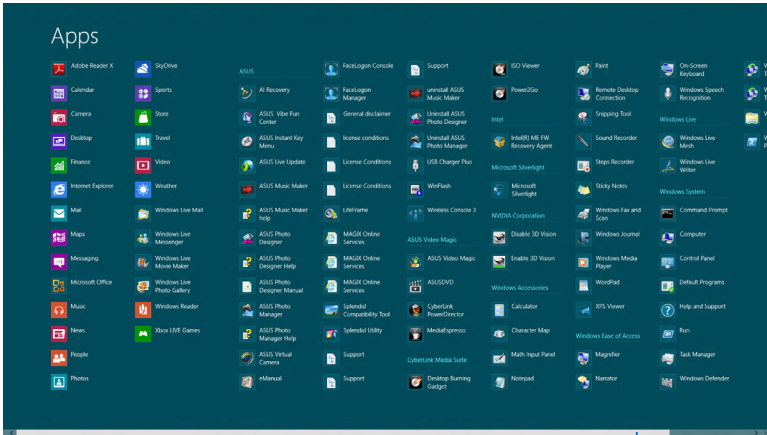 Apps
Adobe Reader X
Calendar
Camera
Desktop
Finance
Internet Explorer
Mail
Maps
Messaging
Microsoft Office
Music
News
People
Photos
SkyDrive
Sports
Store
Travel
Video
Weather
Windows Live Mail
Windows Live
Messenger
Windows Live
Movie Maker
Windows Live
Photo Gallery
Windows Reader
Xbox LIVE Games
ASUS
AI Recovery
ASUS Vibe Fun
Center
ASUS Instant Key
Menu
ASUS Live Update
ASUS Music Maker
ASUS Music Maker
help
ASUS Photo
Designer
ASUS Photo
Designer Help
ASUS Photo
Designer Manual
ASUS Photo
Manager
ASUS Photo
Manager Help
ASUS Virtual
Camera
eManual
FaceLogon Console
FaceLogon
Manager
General disclaimer
license conditions
License Conditions
License Conditions
LifeFrame
MAGIX Online
Services
MAGIX Online
Services
MAGIX Online
Services
Splendid
Compatibility Tool
Splendid Utility
Support
Support
Support
uninstall ASUS
Music Maker
Uninstall ASUS
Photo Designer
Uninstall ASUS
Photo Manager
USB Charger Plus
WinFlash
Wireless Console 3
ASUS Video Magic
ASUS Video Magic
ASUSDVD
CyberLink
PowerDirector
MediaEspresso
CyberLink Media Suite
Desktop Burning
Gadget
ISO Viewer
Power2Go
Intel
Intel(R) ME FW
Recovery Agent
Microsoft Silverlight
Microsoft
Silverlight
NVIDIA Corporation
Disable 3D Vision
Enable 3D Vision
Windows Accessories
Calculator
Character Map
Math Input Panel
Notepad
Paint
Remote Desktop
Connection
Snipping Tool
Sound Recorder
Steps Recorder
Sticky Notes
Windows Fax and
Scan
Windows Journal
Windows Media
Player
WordPad
XPS Viewer
Windows Ease of Access
Magnifier
Narrator
On-Screen
Keyboard
Windows Speech
Recognition
Windows Live
Windows Live
Mesh
Windows Live
Writer
Windows System
Command Prompt
Computer
Control Panel
Default Programs
Help and Support
Run
Task Manager
Windows Defender